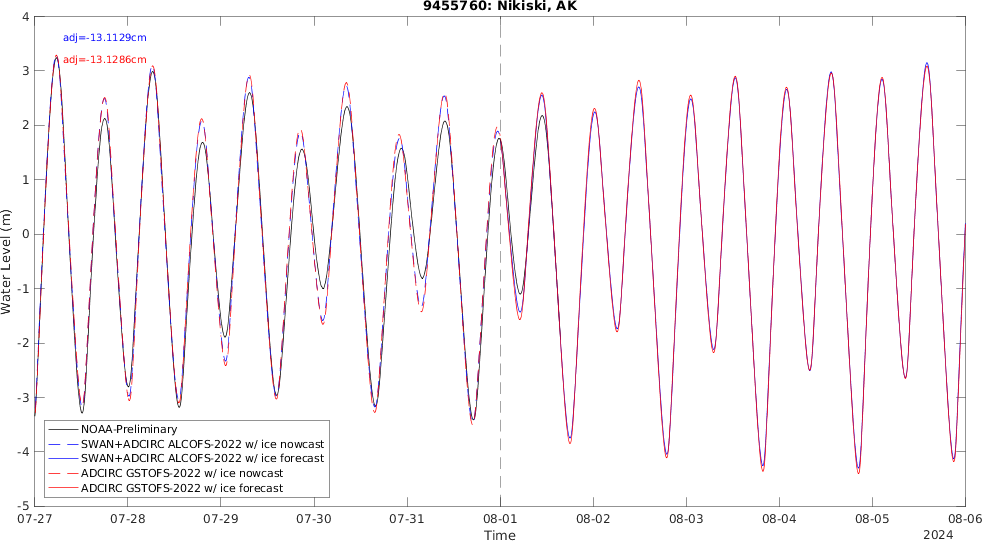 9455760: Nikiski, AK
adj=-13.1129cm
adj=-13.1286cm
4
3
2
1
0
-1
-2
-3
-4
-5
Water Level (m)
NOAA-Preliminary
SWAN+ADCIRC ALCOFS-2022 w/ ice nowcast
SWAN+ADCIRC ALCOFS-2022 w/ ice forecast
ADCIRC GSTOFS-2022 w/ ice nowcast
ADCIRC GSTOFS-2022 w/ ice forecast
07-27 07-28 07-29 07-30 07-31 08-01 08-02 08-03 08-04 08-05 08-06
Time
2024